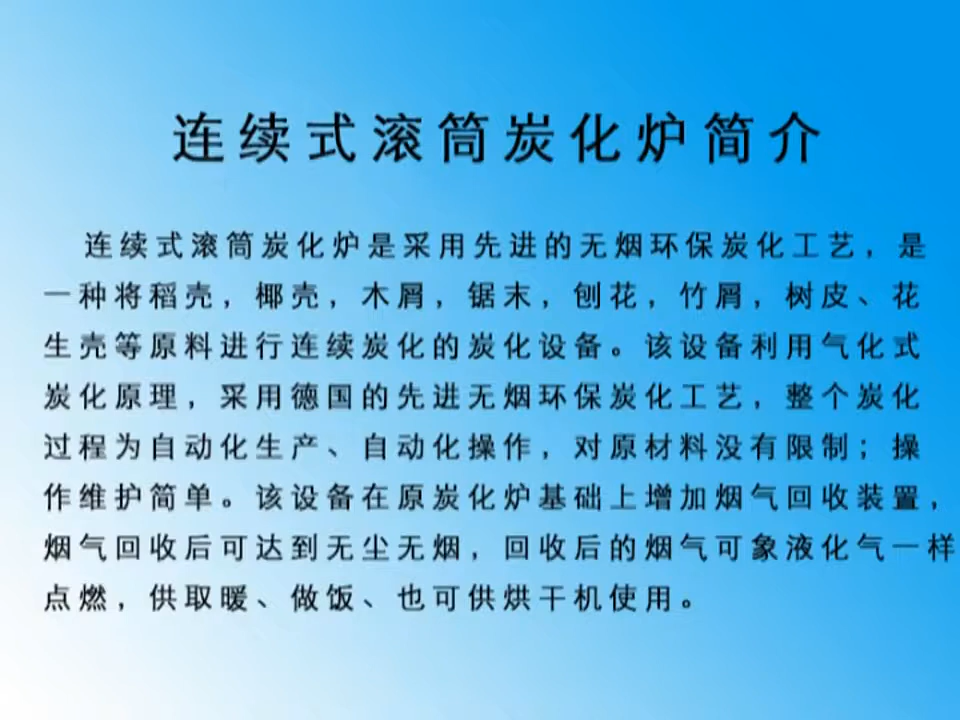 连续式滚筒炭化炉简介
连续式滚筒炭化炉是采用先进的无烟环保炭化工艺，是
一种将稻壳，椰壳，木屑，锯末，刨花，竹屑，树皮、花
生壳等原料进行连续炭化的炭化设备。该设备利用气化式
炭化原理，采用德国的先进无烟环保炭化工艺，整个炭化
过程为自动化生产、自动化操作，对原材料没有限制；操
作维护简单。该设备在原炭化炉基础上增加烟气回收装置，
烟气回收后可达到无尘无烟，回收后的烟气可象液化气一样
点燃，供取暖、做饭、也可供烘干机使用。